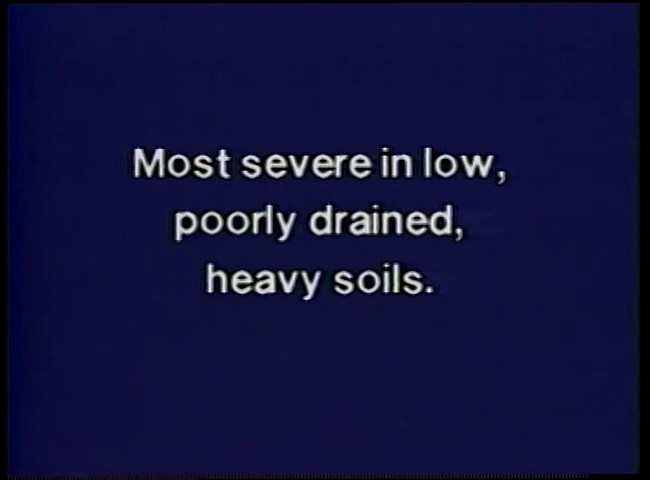 Most severe in low,
poorly drained,
heavy soils.